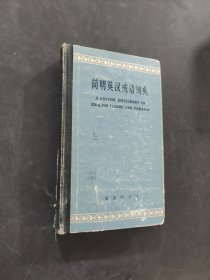 简明英汉成语词典
A CONCISE DICTIONARY OF
ENGLISH IDIOMS AND PHRASES
商务印书馆